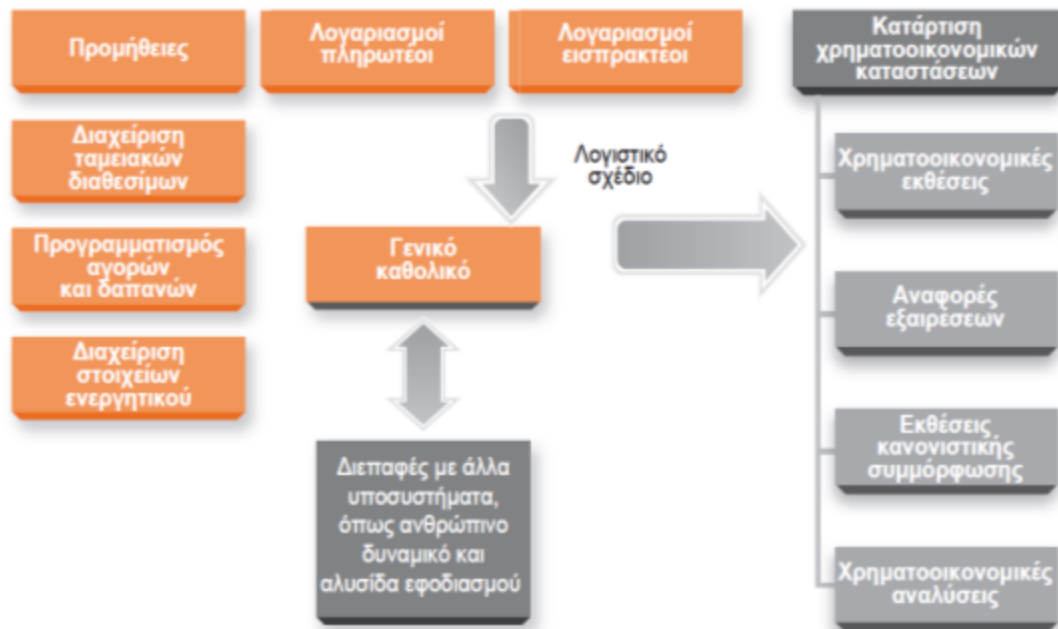 Προμήθειες
Λογαριασμοί
πληρωτέοι
Λογαριασμοί
εισπρακτέοι
Κατάρτιση
χρηματοοικονομικών
καταστάσεων
Διαχείριση
ταμειακών
διαθεσίμων
Λογιστικό
σχέδιο
Χρηματοοικονομικές
εκθέσεις
Προγραμματισμός
αγορών
και δαπανών
Γενικό
καθολικό
Αναφορές
εξαιρέσεων
Διαχείριση
στοιχείων
ενεργητικού
Διεπαφές με άλλα
υποσυστήματα,
όπως ανθρώπινο
δυναμικό και
αλυσίδα εφοδιασμού
Εκθέσεις
κανονιστικής
συμμόρφωσης
Χρηματοοικονομικές
αναλύσεις